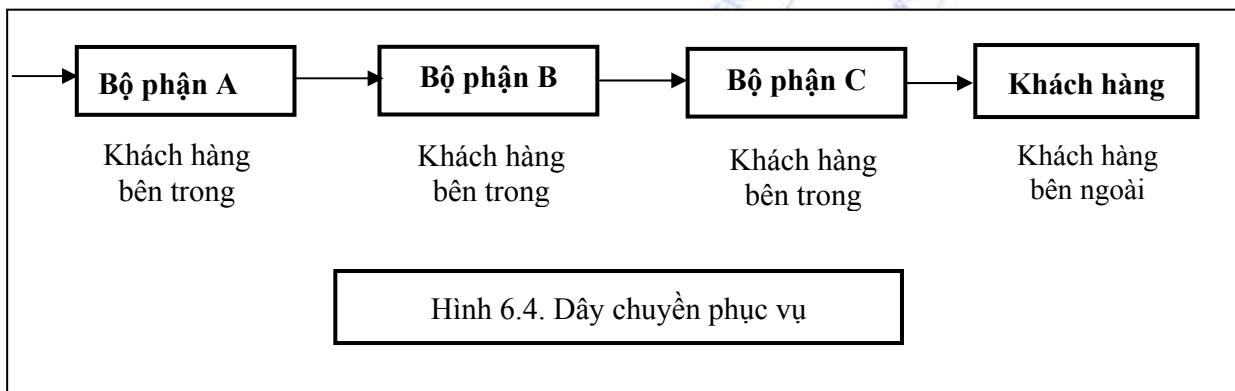 Bộ phận A
Bộ phận B
Bộ phận C
Khách hàng
Khách hàng
bên trong
Khách hàng
bên trong
Khách hàng
bên trong
Khách hàng
bên ngoài
Hình 6.4. Dây chuyền phục vụ